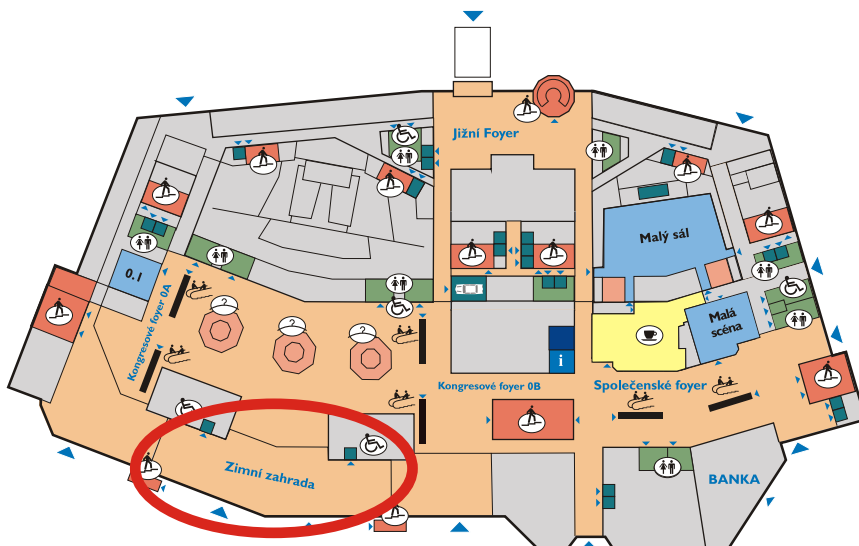 Jižní Foyer
Malý sál
0.1
Kongresové foyer 0A
?
?
?
Malá
scéna
i
Kongresové foyer 0B
Společenské foyer
Zimní zahrada
BANKA